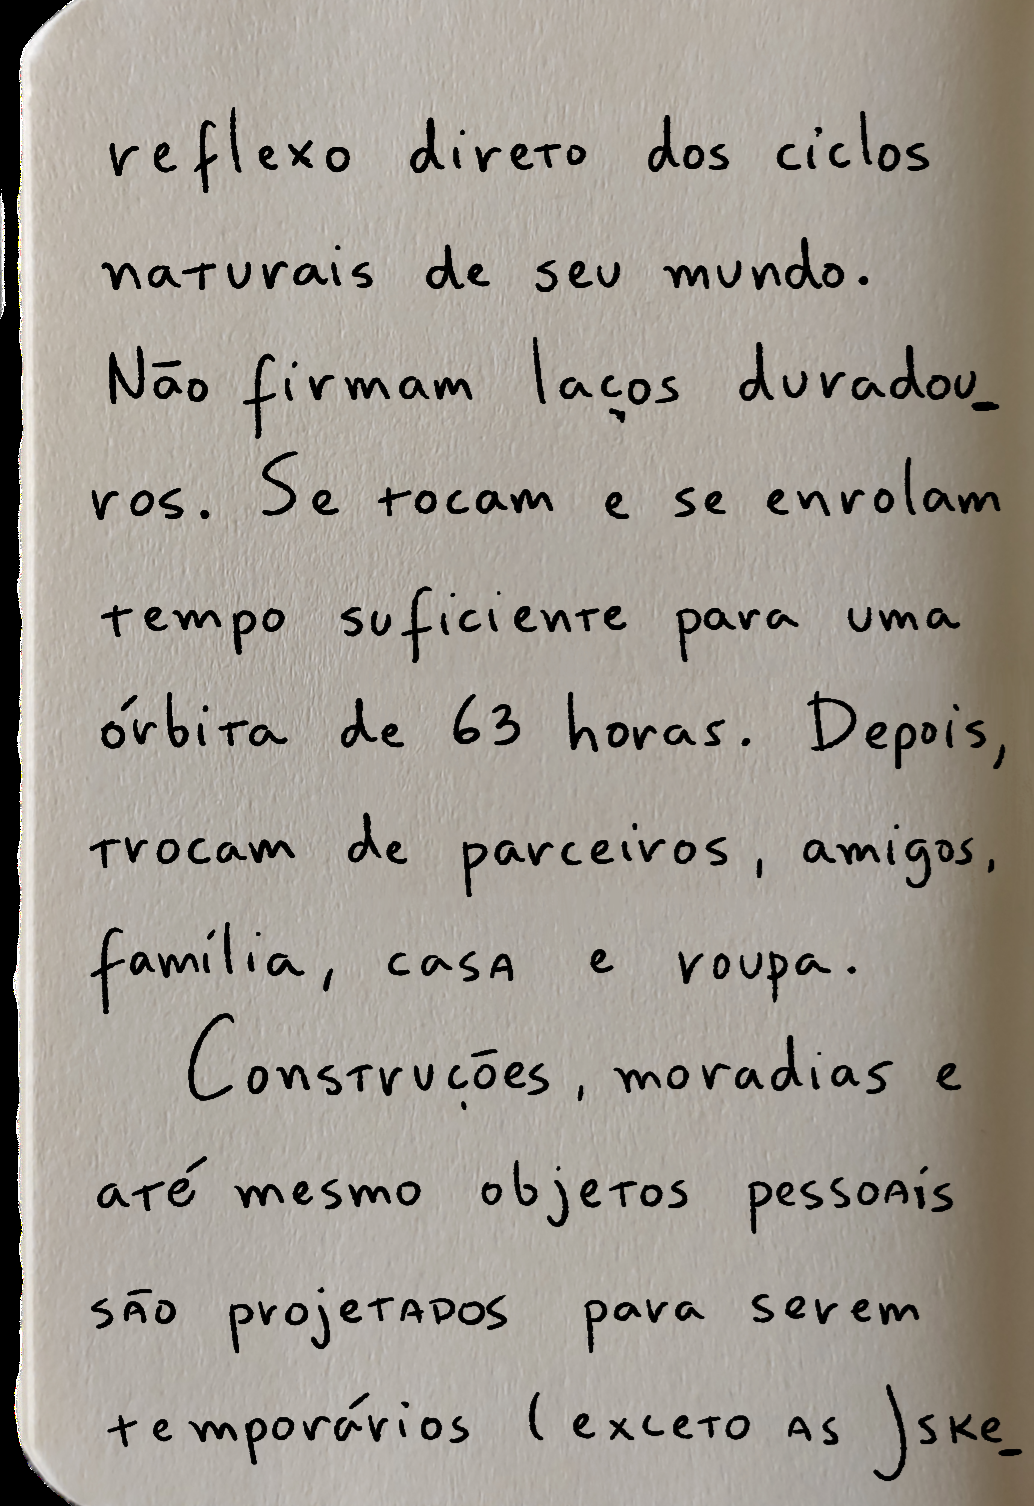 reflexo direto dos ciclos
naturais de seu mundo.
Não firmam laços duradou_
ros. Se tocam e se enrolam
tempo suficiente para uma
órbita de 63 horas. Depois,
trocam de parceiros, amigos,
família, casa e roupa.
Construções, moradias e
até mesmo objetos pessoais
são projetados para serem
temporários (exceto as Jske_